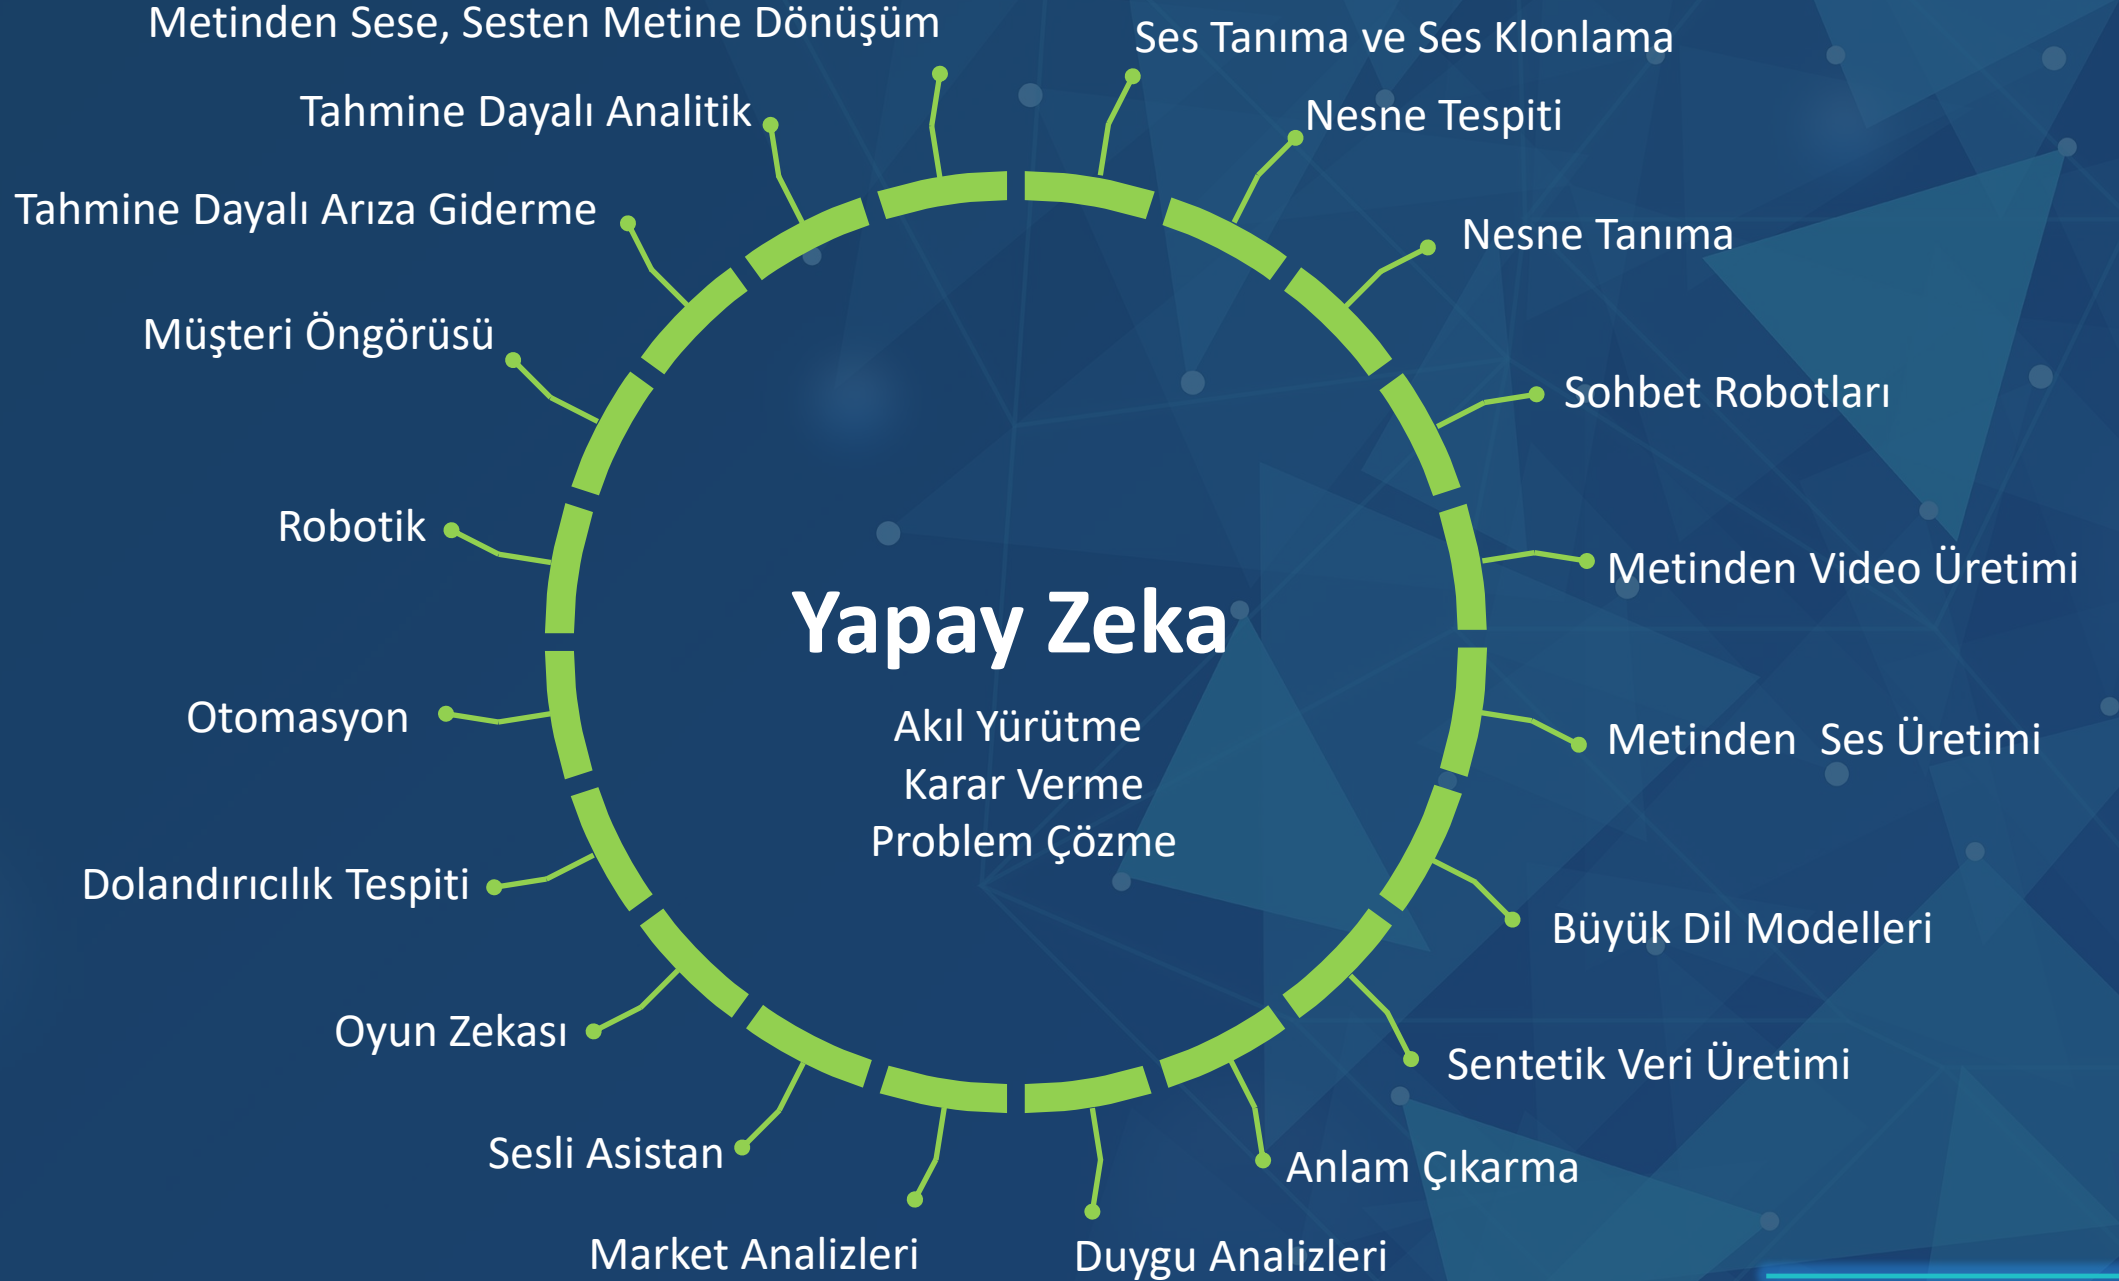 Metinden Sese, Sesten Metine Dönüşüm
Ses Tanıma ve Ses Klonlama
Tahmine Dayalı Analitik
Nesne Tespiti
Tahmine Dayalı Arıza Giderme
Nesne Tanıma
Müşteri Öngörüsü
Sohbet Robotları
Robotik
Metinden Video Üretimi
Yapay Zeka
Akıl Yürütme
Karar Verme
Problem Çözme
Otomasyon
Metinden  Ses Üretimi
Dolandırıcılık Tespiti
Büyük Dil Modelleri
Oyun Zekası
Sentetik Veri Üretimi
Sesli Asistan
Anlam Çıkarma
Market Analizleri
Duygu Analizleri